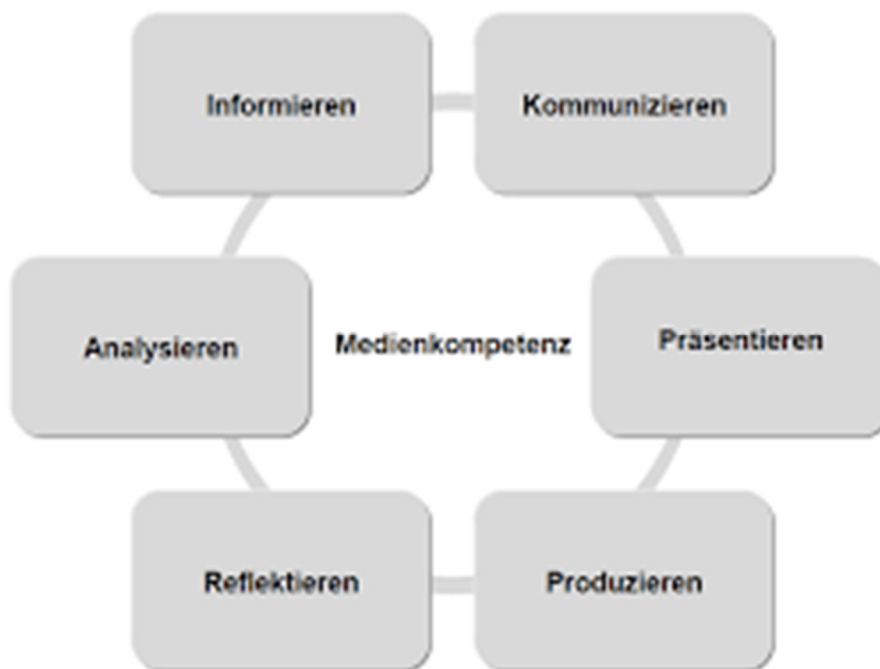 Informieren
Kommunizieren
Analysieren
Medienkompetenz
Präsentieren
Reflektieren
Produzieren